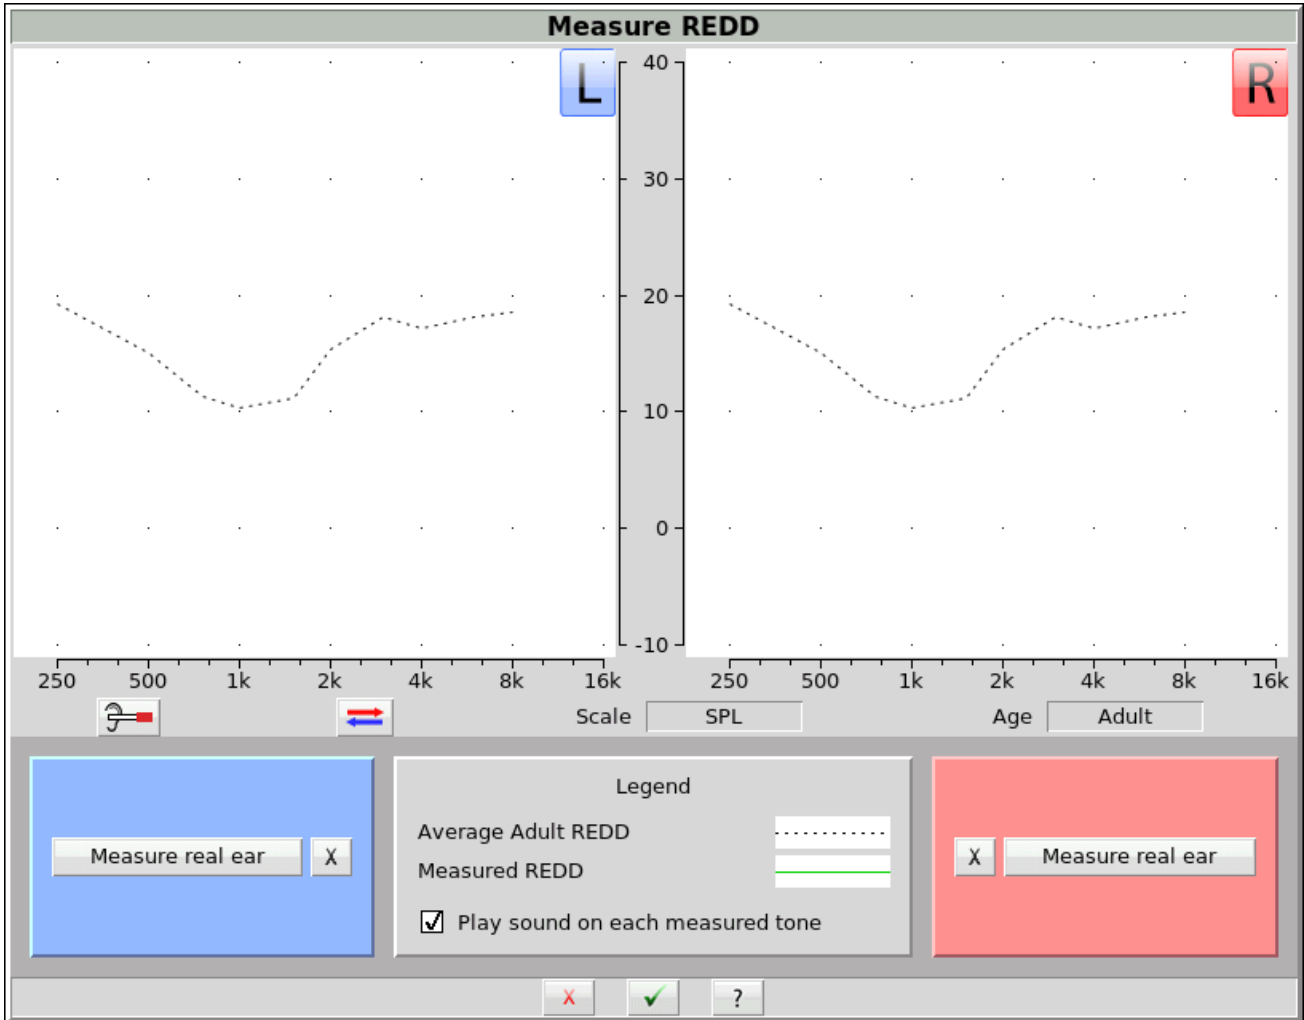 Measure REDD
L
R
40
30
20
10
0
-10
250 500 1k 2k 4k 8k 16k
250 500 1k 2k 4k 8k 16k
Scale SPL
Age Adult
Measure real ear X
Legend
Average Adult REDD
Measured REDD
Play sound on each measured tone
X Measure real ear
X ?